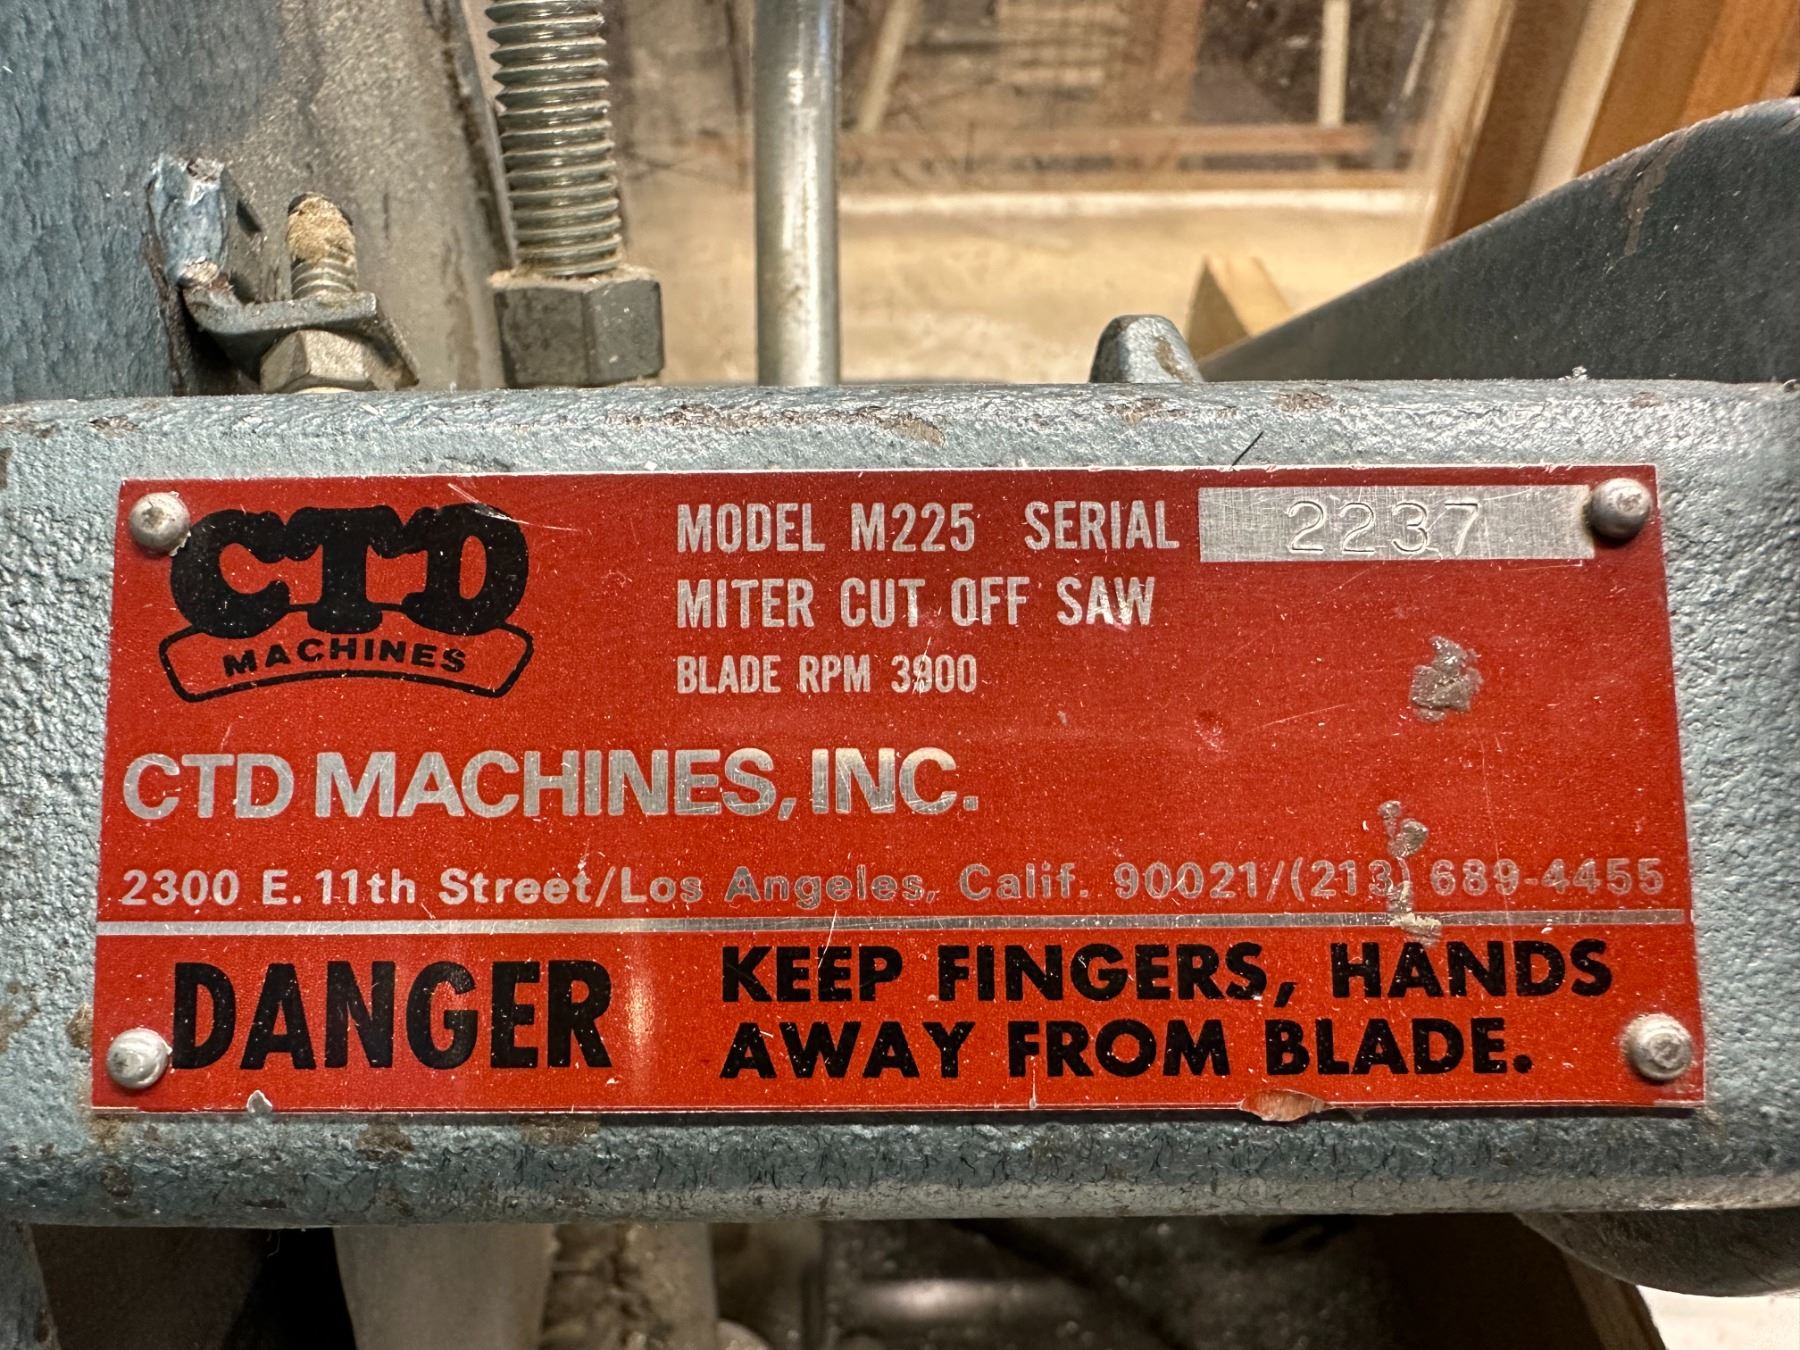 CTD
MACHINES
MODEL M225 SERIAL 2237
MITER CUT OFF SAW
BLADE RPM 3900
CTD MACHINES, INC.
2300 E. 11th Street/Los Angeles, Calif. 90021/(213) 689-4455
DANGER
KEEP FINGERS, HANDS
AWAY FROM BLADE.